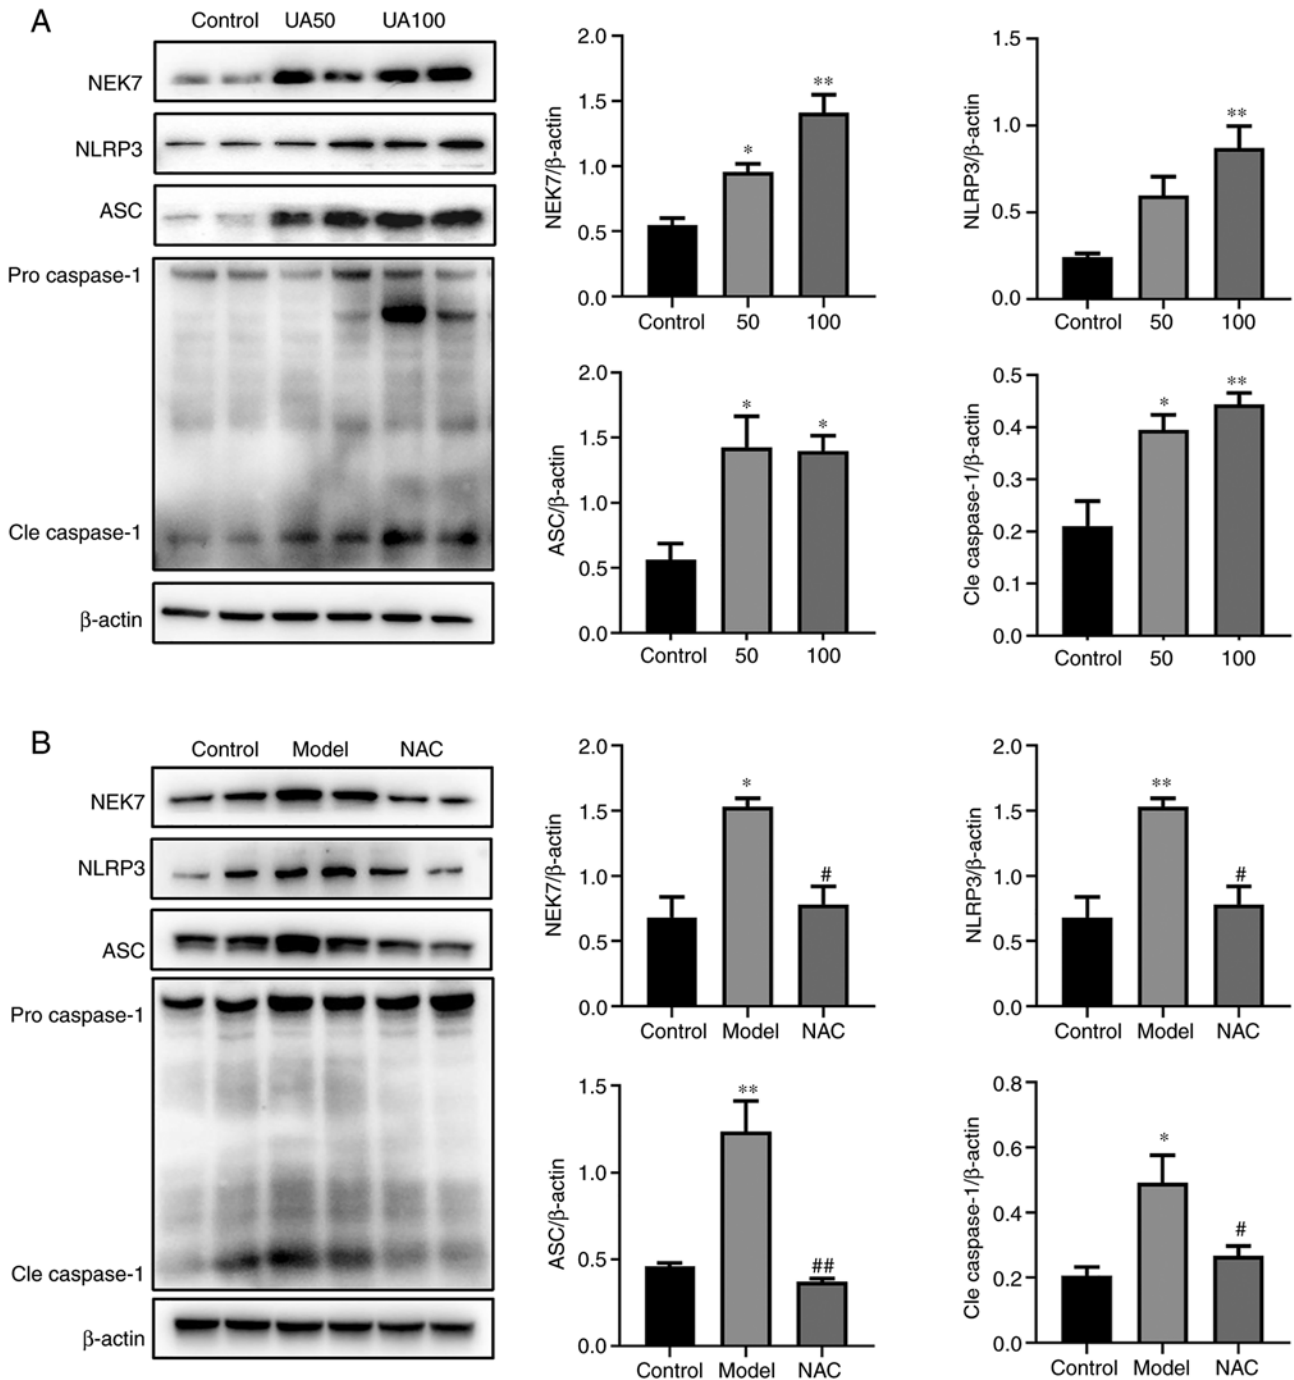 A
Control UA50 UA100
NEK7
NLRP3
ASC
Pro caspase-1
Cle caspase-1
β-actin
NEK7/β-actin
2.0
1.5
1.0
0.5
0.0
*
**
Control 50 100
NLRP3/β-actin
1.5
1.0
0.5
0.0
**
Control 50 100
ASC/β-actin
2.0
1.5
1.0
0.5
0.0
*
*
Control 50 100
Cle caspase-1/β-actin
0.5
0.4
0.3
0.2
0.1
0.0
*
**
Control 50 100
B
Control Model NAC
NEK7
NLRP3
ASC
Pro caspase-1
Cle caspase-1
β-actin
NEK7/β-actin
2.0
1.5
1.0
0.5
0.0
*
#
Control Model NAC
NLRP3/β-actin
2.0
1.5
1.0
0.5
0.0
**
#
Control Model NAC
ASC/β-actin
1.5
1.0
0.5
0.0
**
##
Control Model NAC
Cle caspase-1/β-actin
0.8
0.6
0.4
0.2
0.0
*
#
Control Model NAC